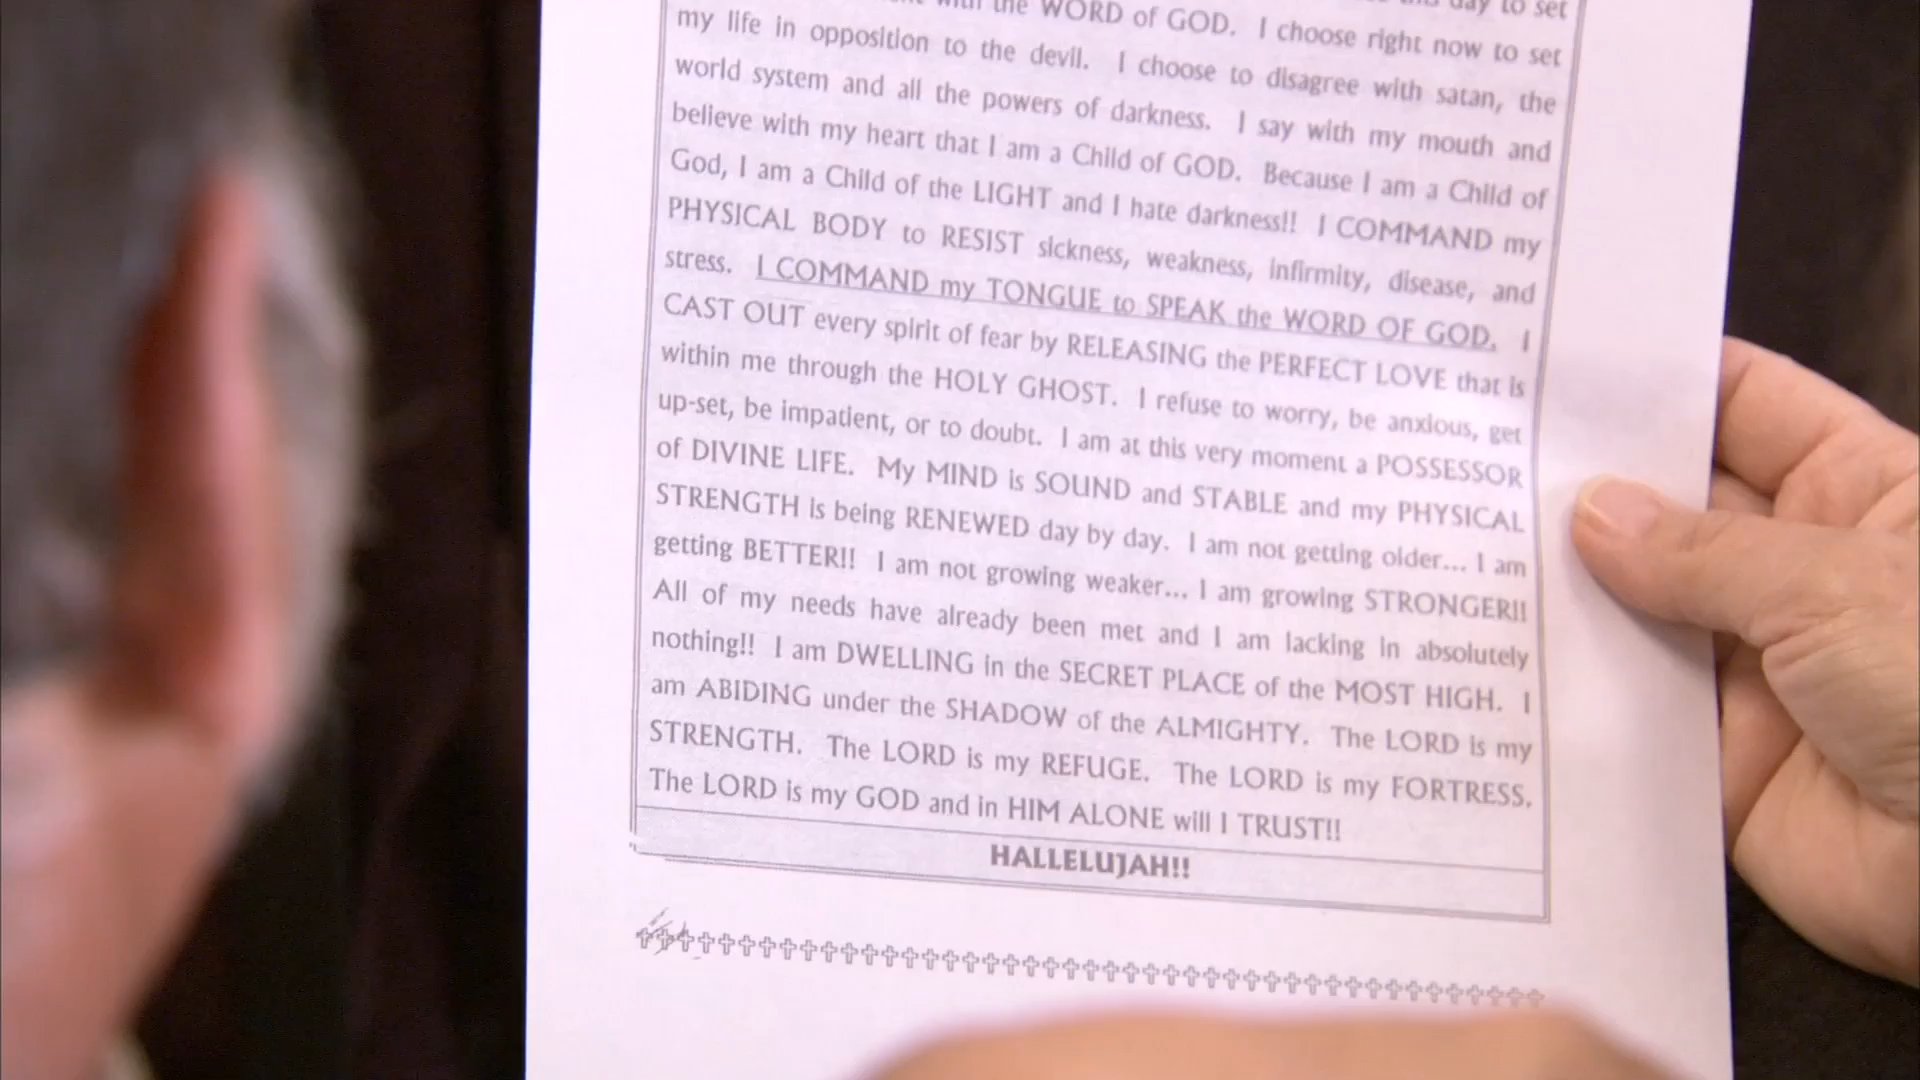 with the WORD of GOD. I choose right now to set
my life in opposition to the devil. I choose to disagree with satan, the
world system and all the powers of darkness. I say with my mouth and
believe with my heart that I am a Child of GOD. Because I am a Child of
God, I am a Child of the LIGHT and I hate darkness!! I COMMAND my
PHYSICAL BODY to RESIST sickness, weakness, infirmity, disease, and
stress. I COMMAND my TONGUE to SPEAK the WORD OF GOD. I
CAST OUT every spirit of fear by RELEASING the PERFECT LOVE that is
within me through the HOLY GHOST. I refuse to worry, be anxious, get
up-set, be impatient, or to doubt. I am at this very moment a POSSESSOR
of DIVINE LIFE. My MIND is SOUND and STABLE and my PHYSICAL
STRENGTH is being RENEWED day by day. I am not getting older... I am
getting BETTER!! I am not growing weaker... I am growing STRONGER!!
All of my needs have already been met and I am lacking in absolutely
nothing!! I am DWELLING in the SECRET PLACE of the MOST HIGH. I
am ABIDING under the SHADOW of the ALMIGHTY. The LORD is my
STRENGTH. The LORD is my REFUGE. The LORD is my FORTRESS.
The LORD is my GOD and in HIM ALONE will I TRUST!!
HALLELUJAH!!